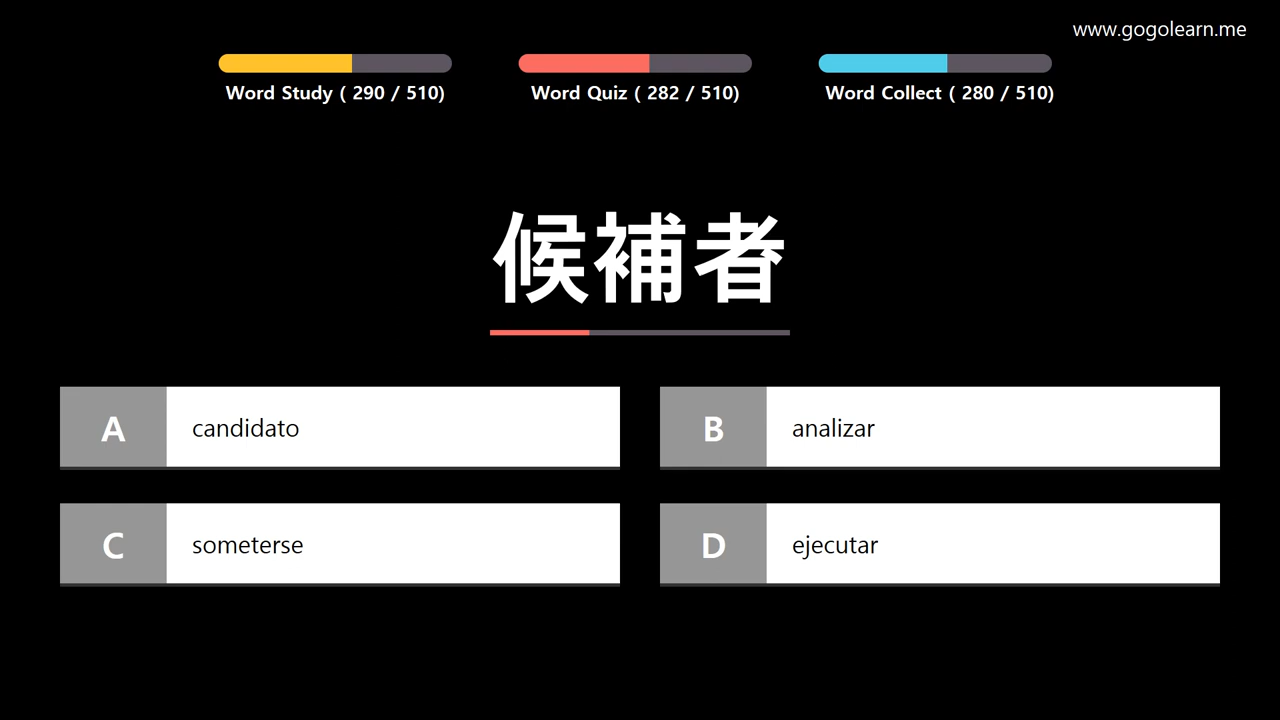 www.gogolearn.me
Word Study ( 290 / 510)
Word Quiz ( 282 / 510)
Word Collect ( 280 / 510)
候補者
A candidato
B analizar
C someterse
D ejecutar